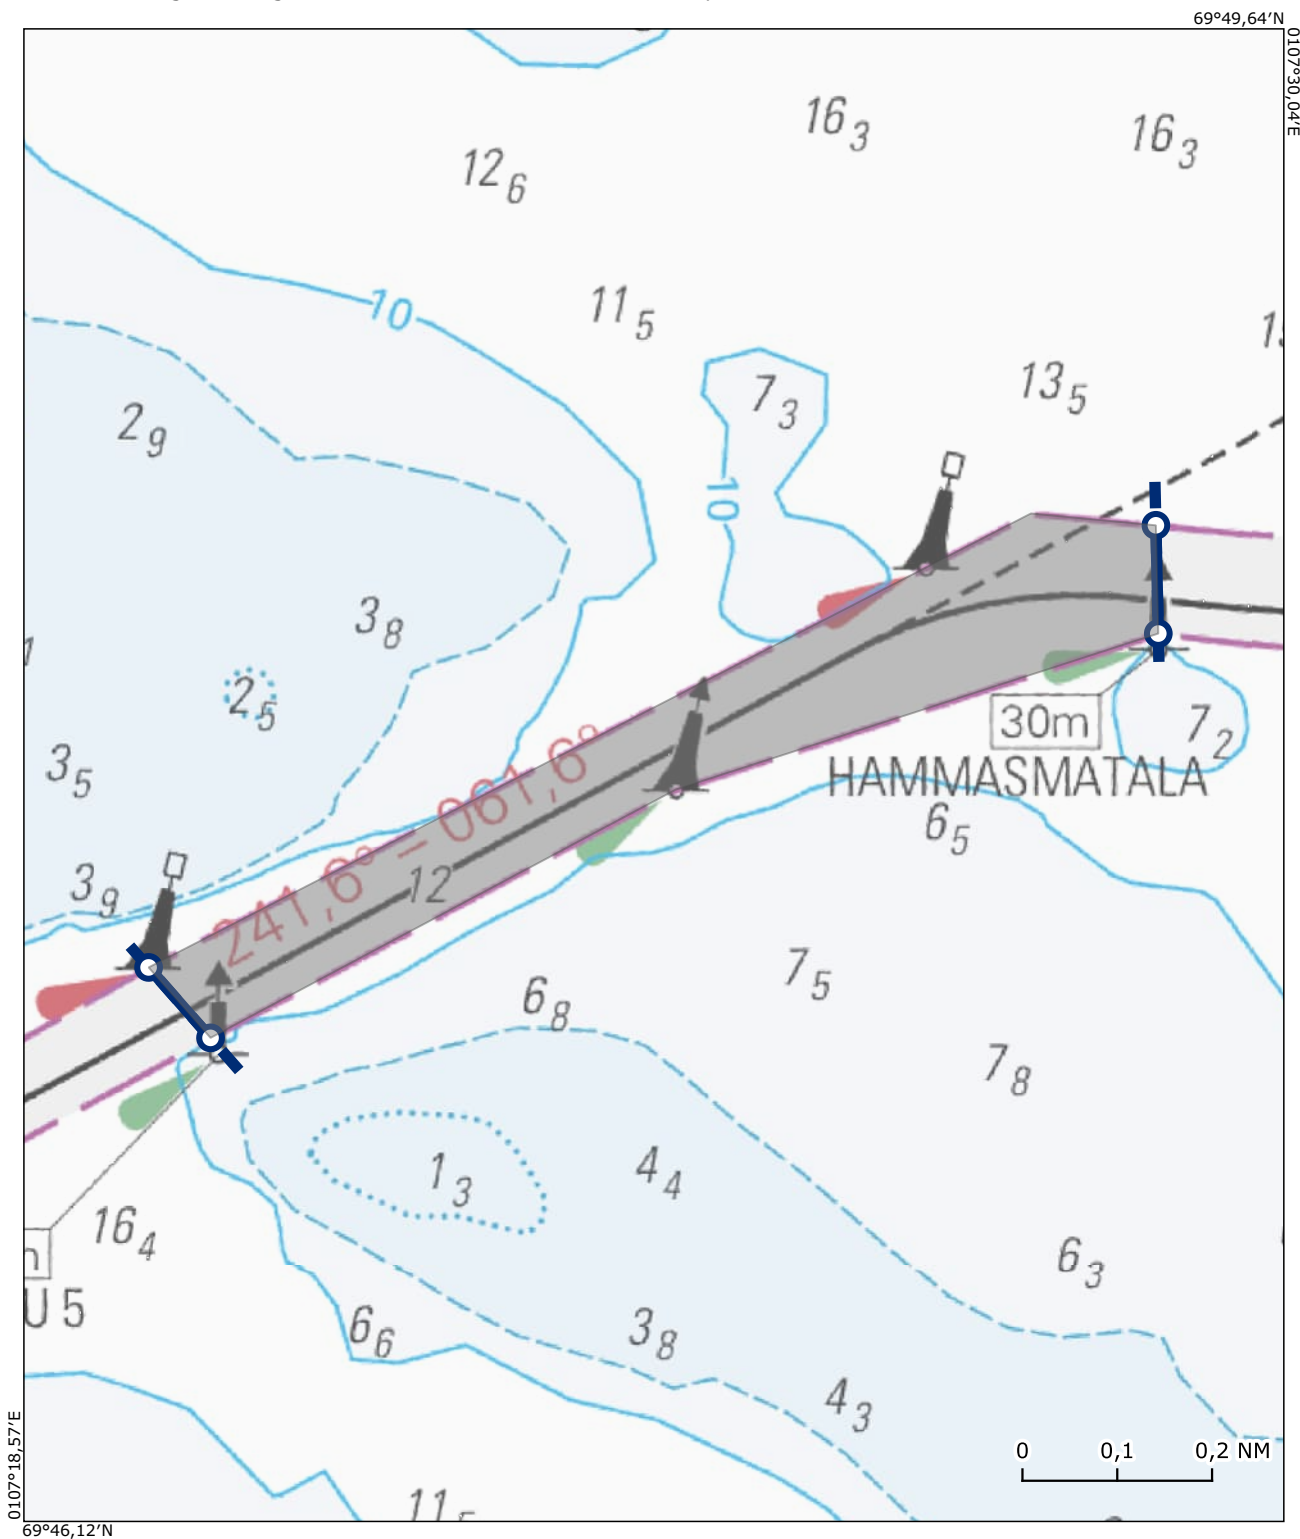 69°49,64'N
0107°30,04'E
16₃
16₃
12₆
10
11₅
7₃
13₅
2₉
10
3₈
2₅
30m
7₂
3₅
HAMMASMATALA
241,6° – 061,6°
6₅
12
3₉
7₅
6₈
7₈
1₃
4₄
16₄
6₃
U5
6₆
3₈
4₃
0 0,1 0,2 NM
0107°18,57'E
69°46,12'N